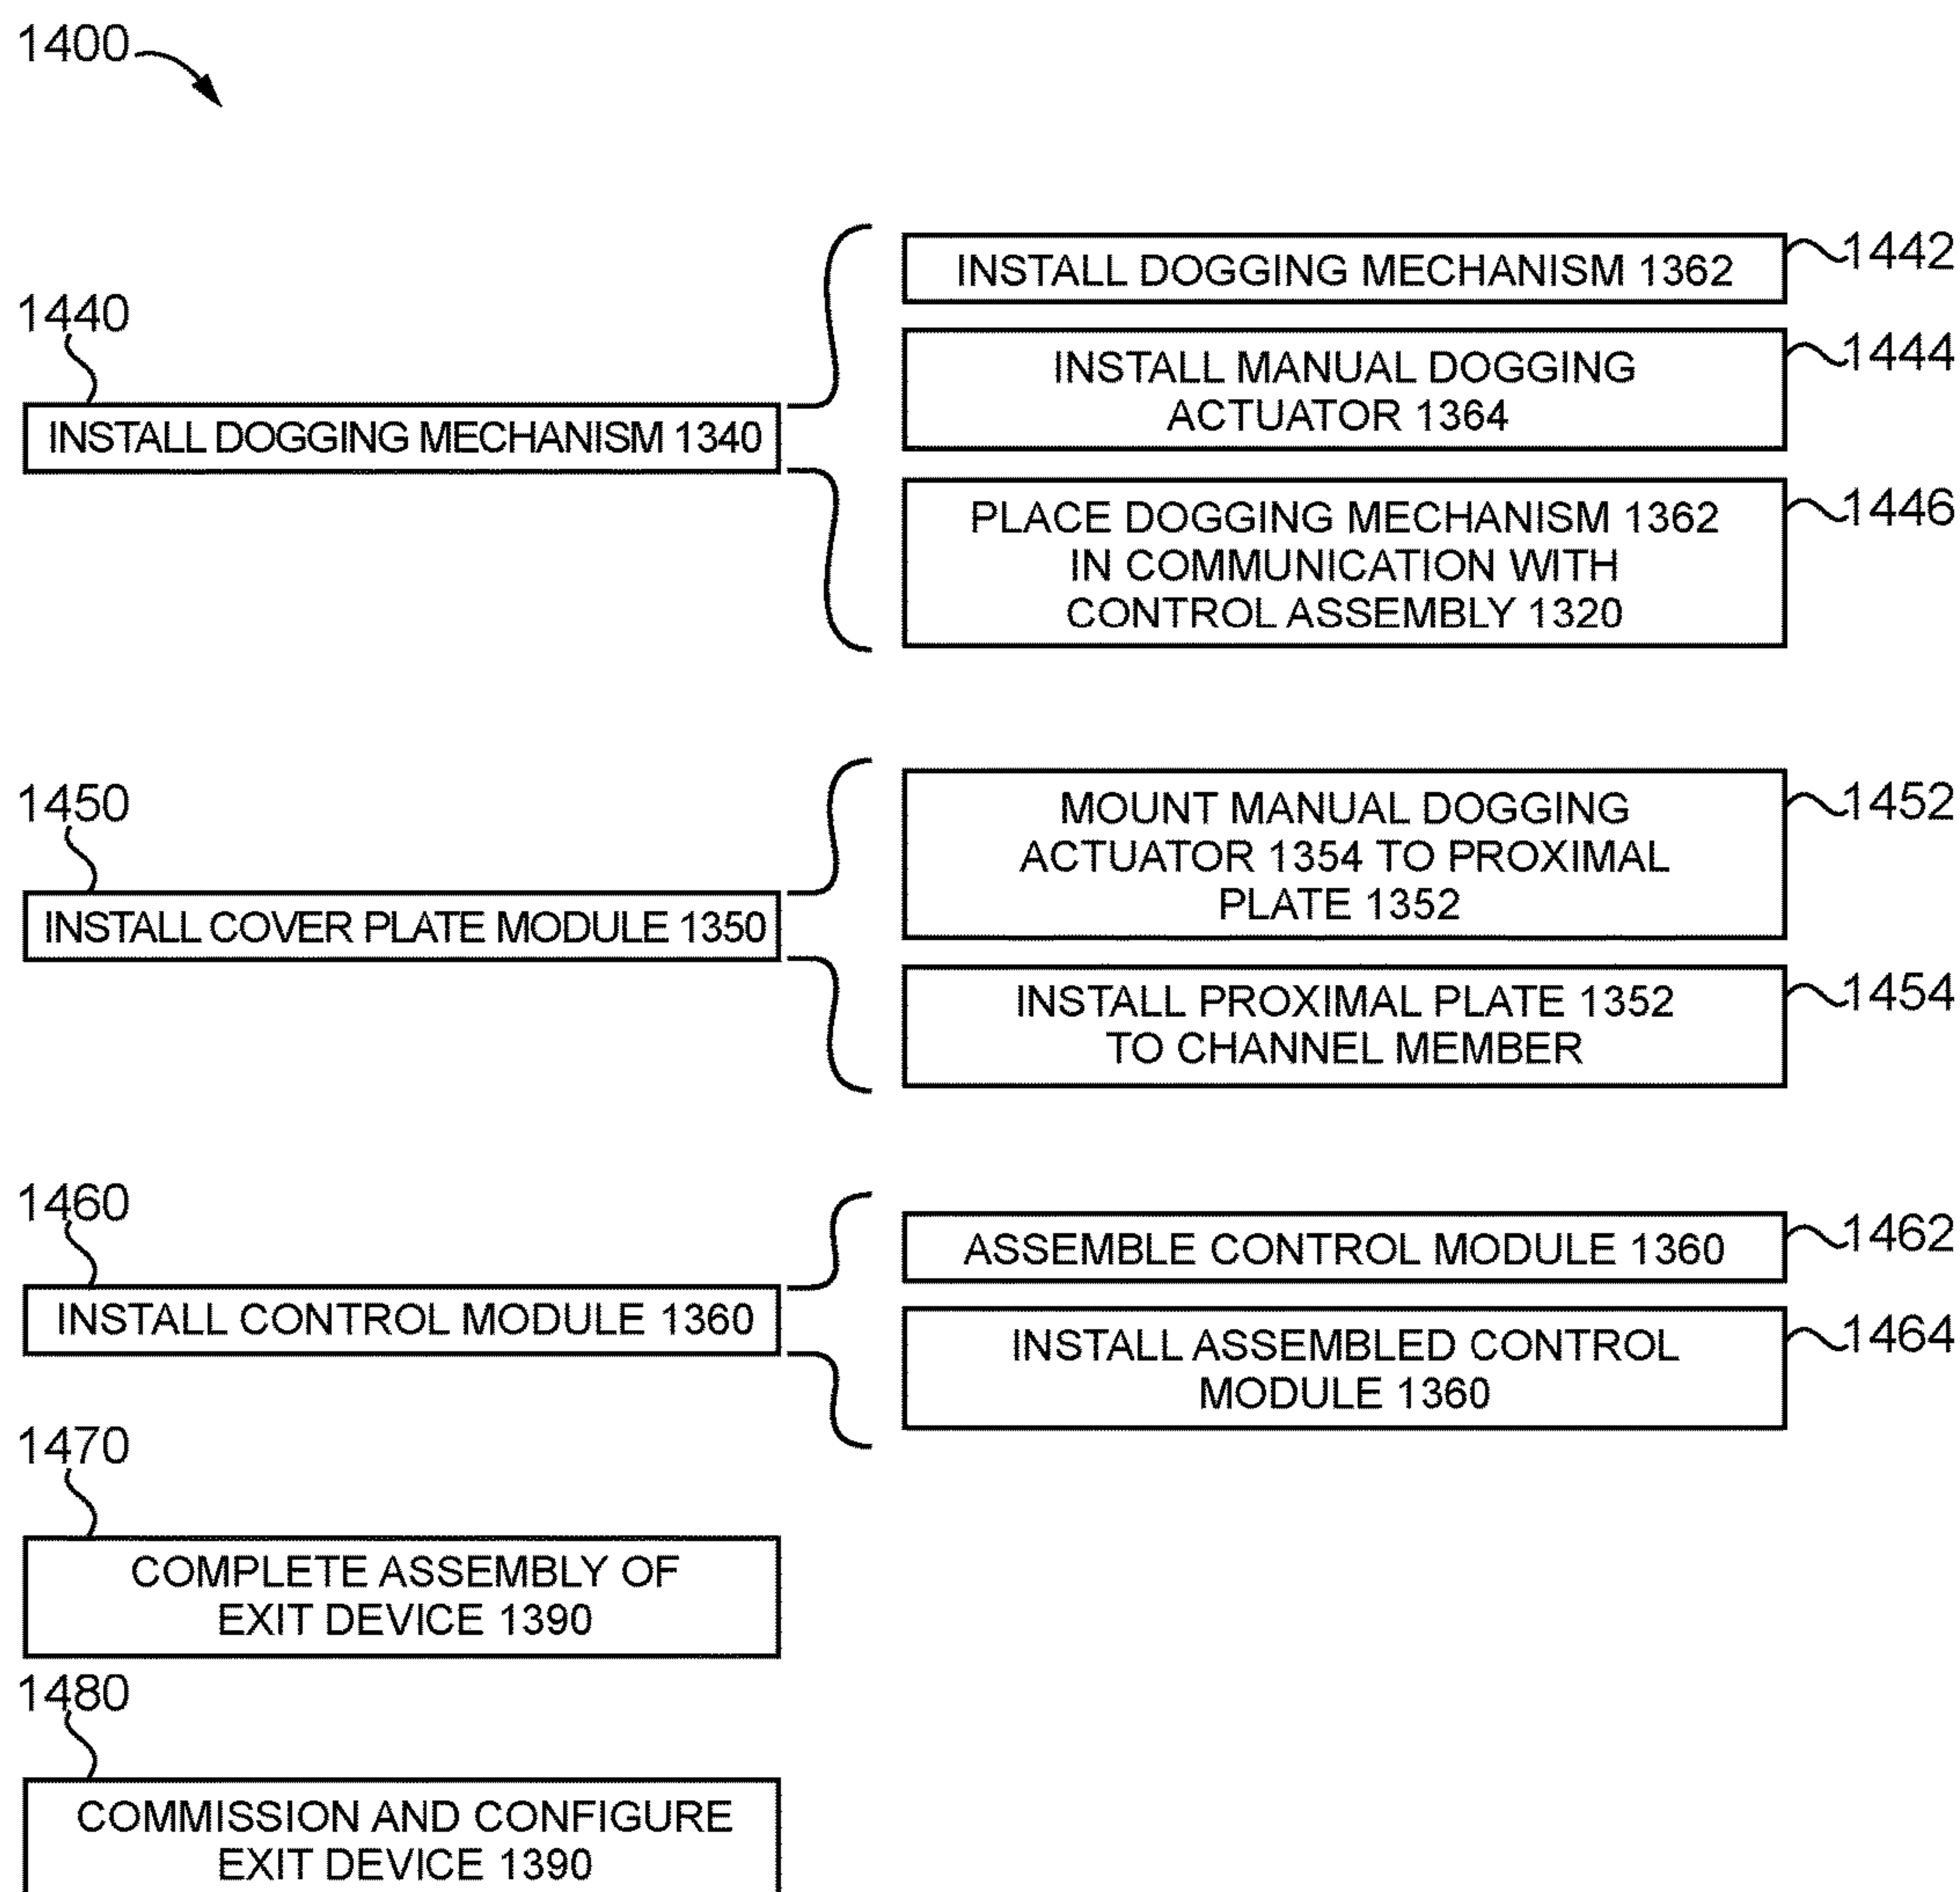 1400
1440
INSTALL DOGGING MECHANISM 1340
INSTALL DOGGING MECHANISM 1362
1442
INSTALL MANUAL DOGGING
ACTUATOR 1364
1444
PLACE DOGGING MECHANISM 1362
IN COMMUNICATION WITH
CONTROL ASSEMBLY 1320
1446
1450
INSTALL COVER PLATE MODULE 1350
MOUNT MANUAL DOGGING
ACTUATOR 1354 TO PROXIMAL
PLATE 1352
1452
INSTALL PROXIMAL PLATE 1352
TO CHANNEL MEMBER
1454
1460
INSTALL CONTROL MODULE 1360
ASSEMBLE CONTROL MODULE 1360
1462
INSTALL ASSEMBLED CONTROL
MODULE 1360
1464
1470
COMPLETE ASSEMBLY OF
EXIT DEVICE 1390
1480
COMMISSION AND CONFIGURE
EXIT DEVICE 1390